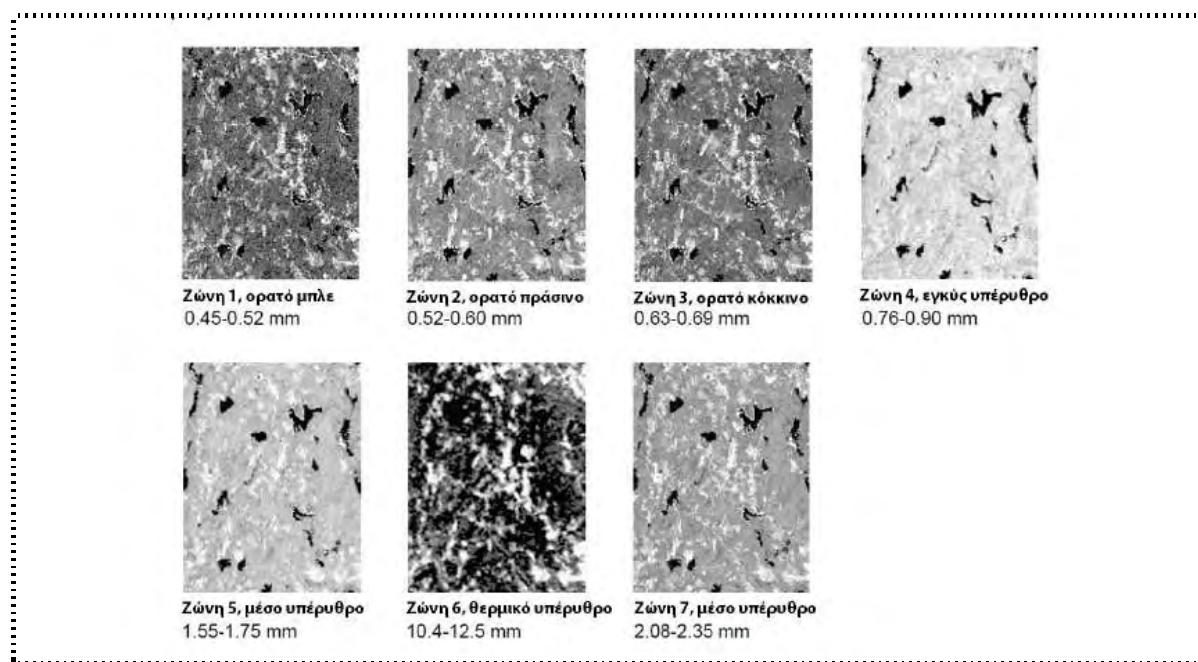 Ζώνη 1, ορατό μπλε
0.45-0.52 mm
Ζώνη 2, ορατό πράσινο
0.52-0.60 mm
Ζώνη 3, ορατό κόκκινο
0.63-0.69 mm
Ζώνη 4, εγκύς υπέρυθρο
0.76-0.90 mm
Ζώνη 5, μέσο υπέρυθρο
1.55-1.75 mm
Ζώνη 6, θερμικό υπέρυθρο
10.4-12.5 mm
Ζώνη 7, μέσο υπέρυθρο
2.08-2.35 mm